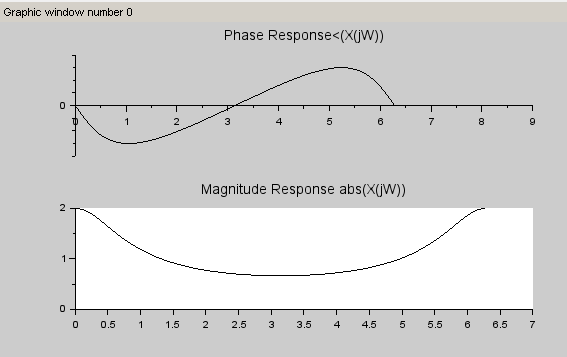 Graphic window number 0
Phase Response<(X(jW))
0
0 1 2 3 4 5 6 7 8 9
Magnitude Response abs(X(jW))
2
1
0
0 0.5 1 1.5 2 2.5 3 3.5 4 4.5 5 5.5 6 6.5 7